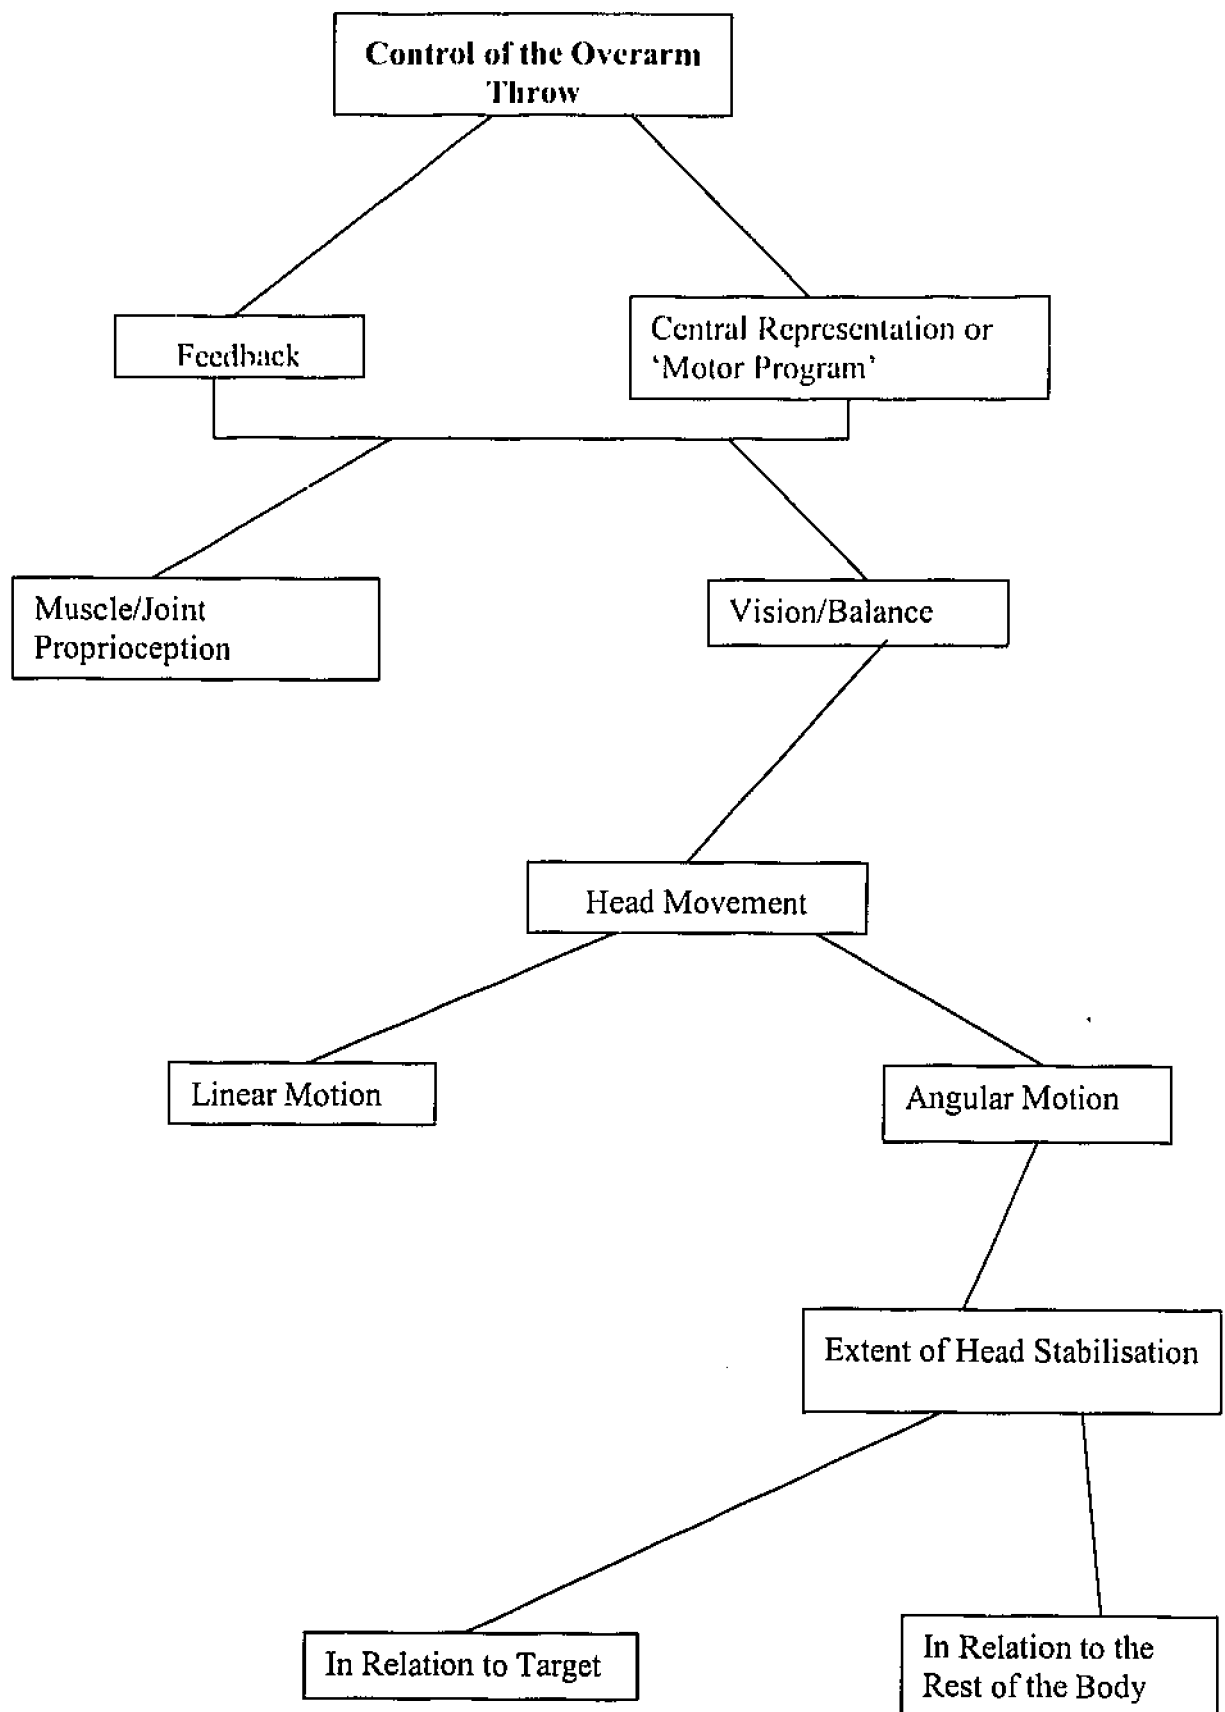 Control of the Overarm
Throw
Feedback
Central Representation or
‘Motor Program’
Muscle/Joint
Proprioception
Vision/Balance
Head Movement
Linear Motion
Angular Motion
Extent of Head Stabilisation
In Relation to Target
In Relation to the
Rest of the Body